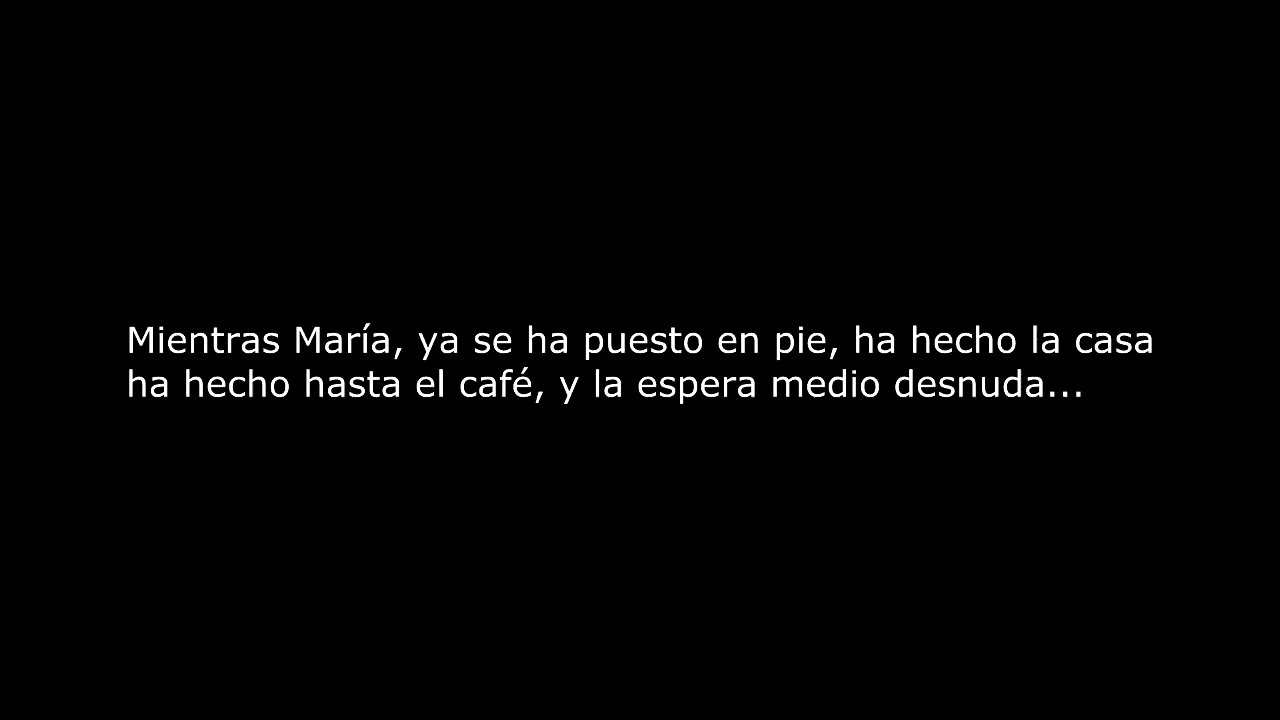 Mientras María, ya se ha puesto en pie, ha hecho la casa
ha hecho hasta el café, y la espera medio desnuda...